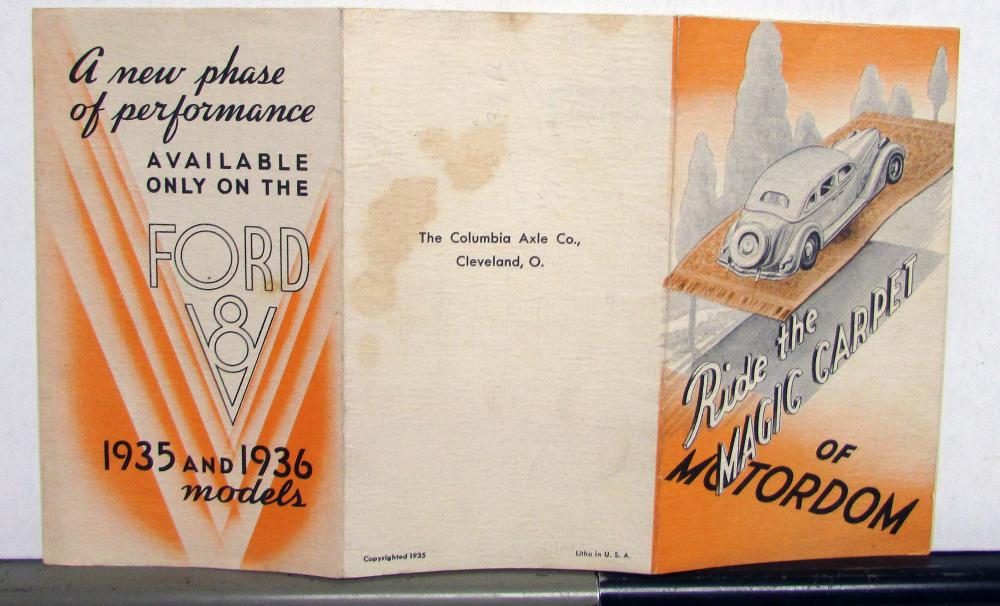 A new phase
of performance
AVAILABLE
ONLY ON THE
FORD
V8
1935 AND 1936
models
The Columbia Axle Co.,
Cleveland, O.
Copyrighted 1935
Litho in U. S. A.
Ride the
MAGIC CARPET
OF
MOTORDOM